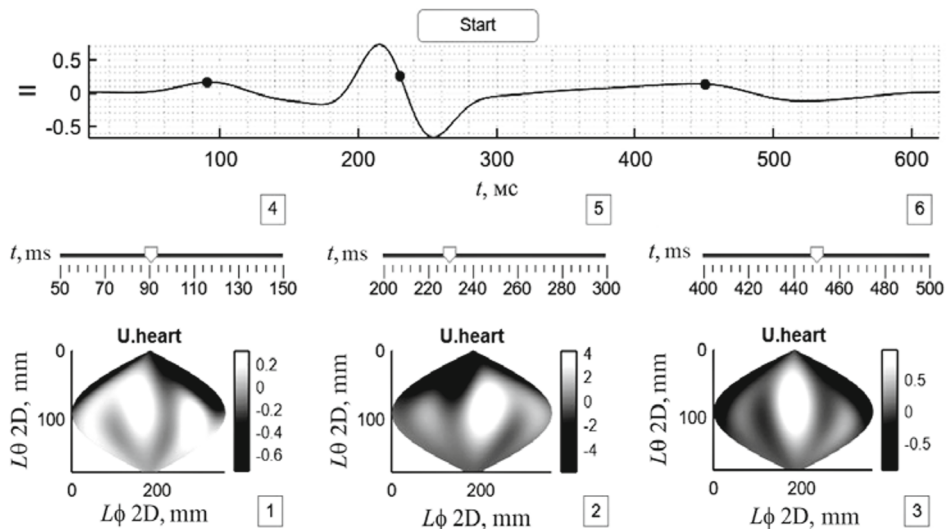 Start
0.5
0
-0.5
II
100 200 300 400 500 600
t, мс
4 5 6
t, ms
50 70 90 110 130 150
t, ms
200 220 240 260 280 300
t, ms
400 420 440 460 480 500
U.heart
Lθ 2D, mm
0
100
0 200
Lϕ 2D, mm
0.2
0
-0.2
-0.4
-0.6
1
U.heart
Lθ 2D, mm
0
100
0 200
Lϕ 2D, mm
4
2
0
-2
-4
2
U.heart
Lθ 2D, mm
0
100
0 200
Lϕ 2D, mm
0.5
0
-0.5
3